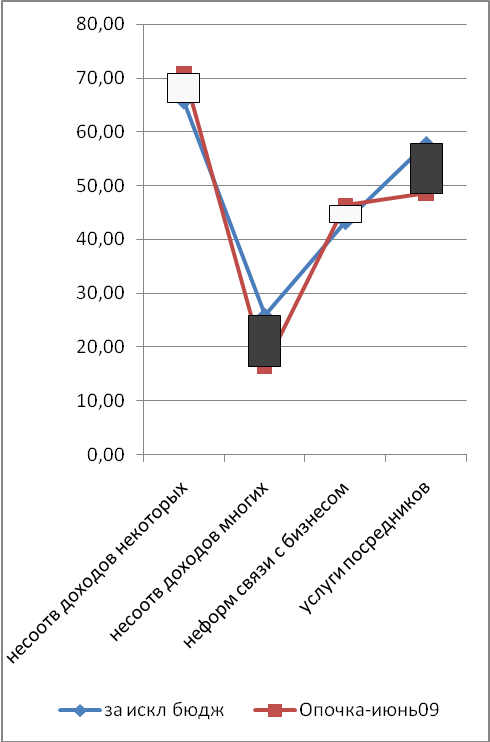 80,00
70,00
60,00
50,00
40,00
30,00
20,00
10,00
0,00
несоотв доходов некоторых
несоотв доходов многих
неформ связи с бизнесом
услуги посредников
за искл бюдж
Опочка-июнь09